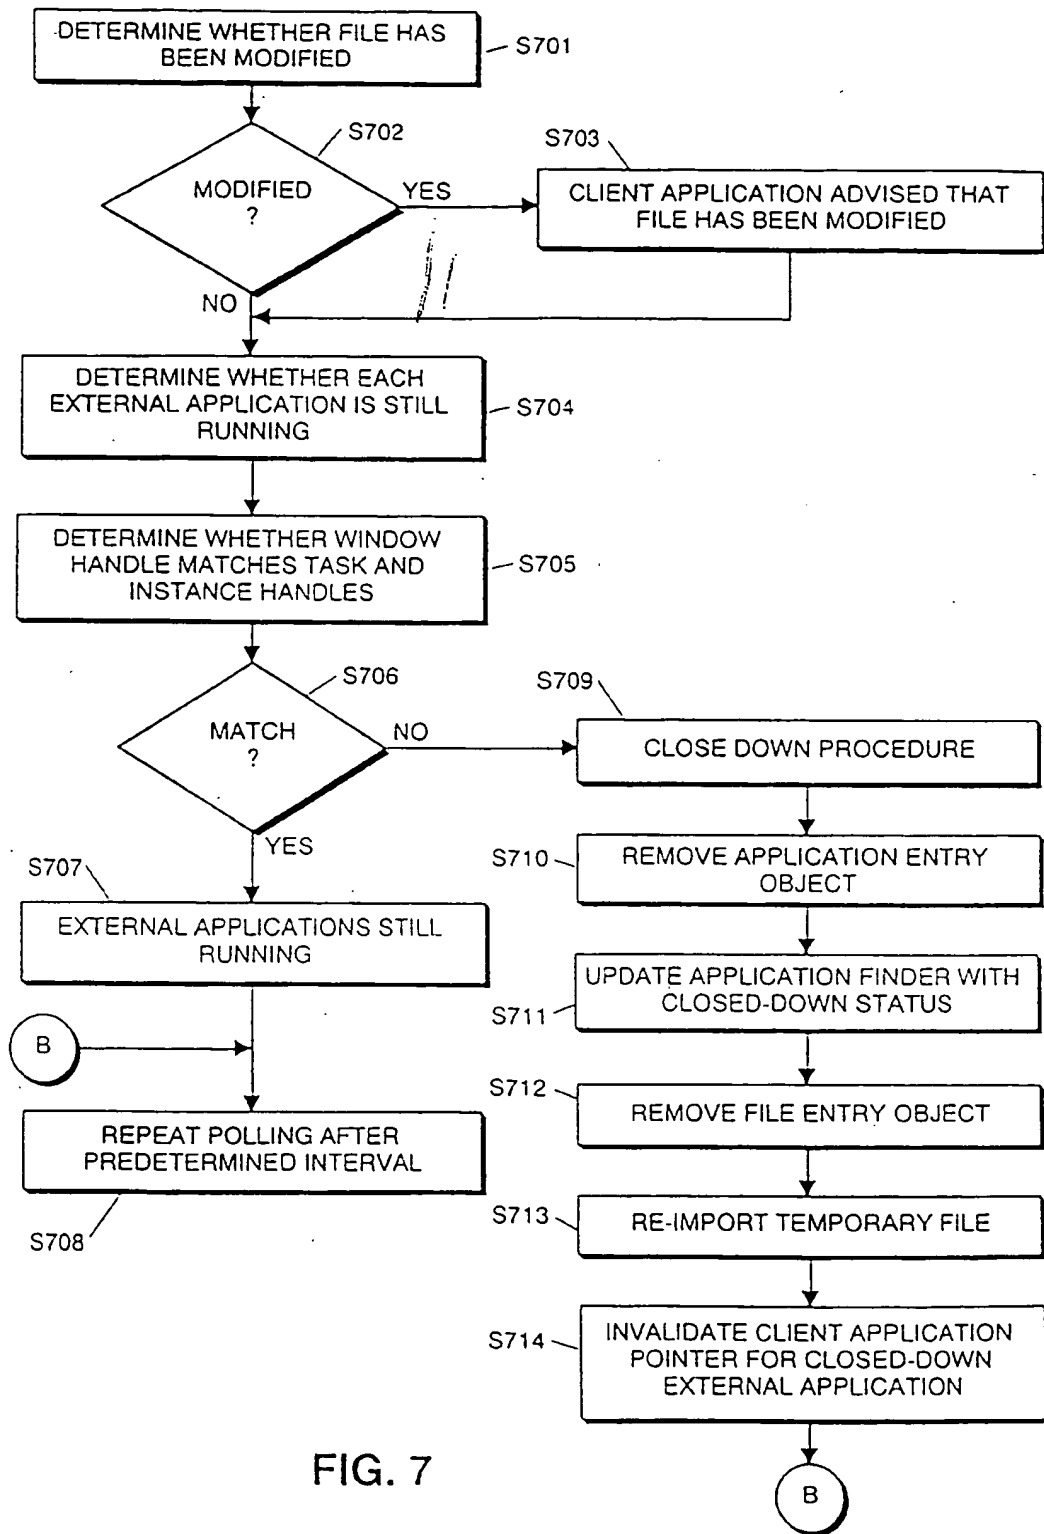 DETERMINE WHETHER FILE HAS
BEEN MODIFIED
S701
S702
MODIFIED
?
YES
NO
S703
CLIENT APPLICATION ADVISED THAT
FILE HAS BEEN MODIFIED
DETERMINE WHETHER EACH
EXTERNAL APPLICATION IS STILL
RUNNING
S704
DETERMINE WHETHER WINDOW
HANDLE MATCHES TASK AND
INSTANCE HANDLES
S705
S706
MATCH
?
NO
YES
S707
EXTERNAL APPLICATIONS STILL
RUNNING
B
REPEAT POLLING AFTER
PREDETERMINED INTERVAL
S708
S709
CLOSE DOWN PROCEDURE
S710
REMOVE APPLICATION ENTRY
OBJECT
UPDATE APPLICATION FINDER WITH
CLOSED-DOWN STATUS
S711
S712
REMOVE FILE ENTRY OBJECT
S713
RE-IMPORT TEMPORARY FILE
S714
INVALIDATE CLIENT APPLICATION
POINTER FOR CLOSED-DOWN
EXTERNAL APPLICATION
B
FIG. 7